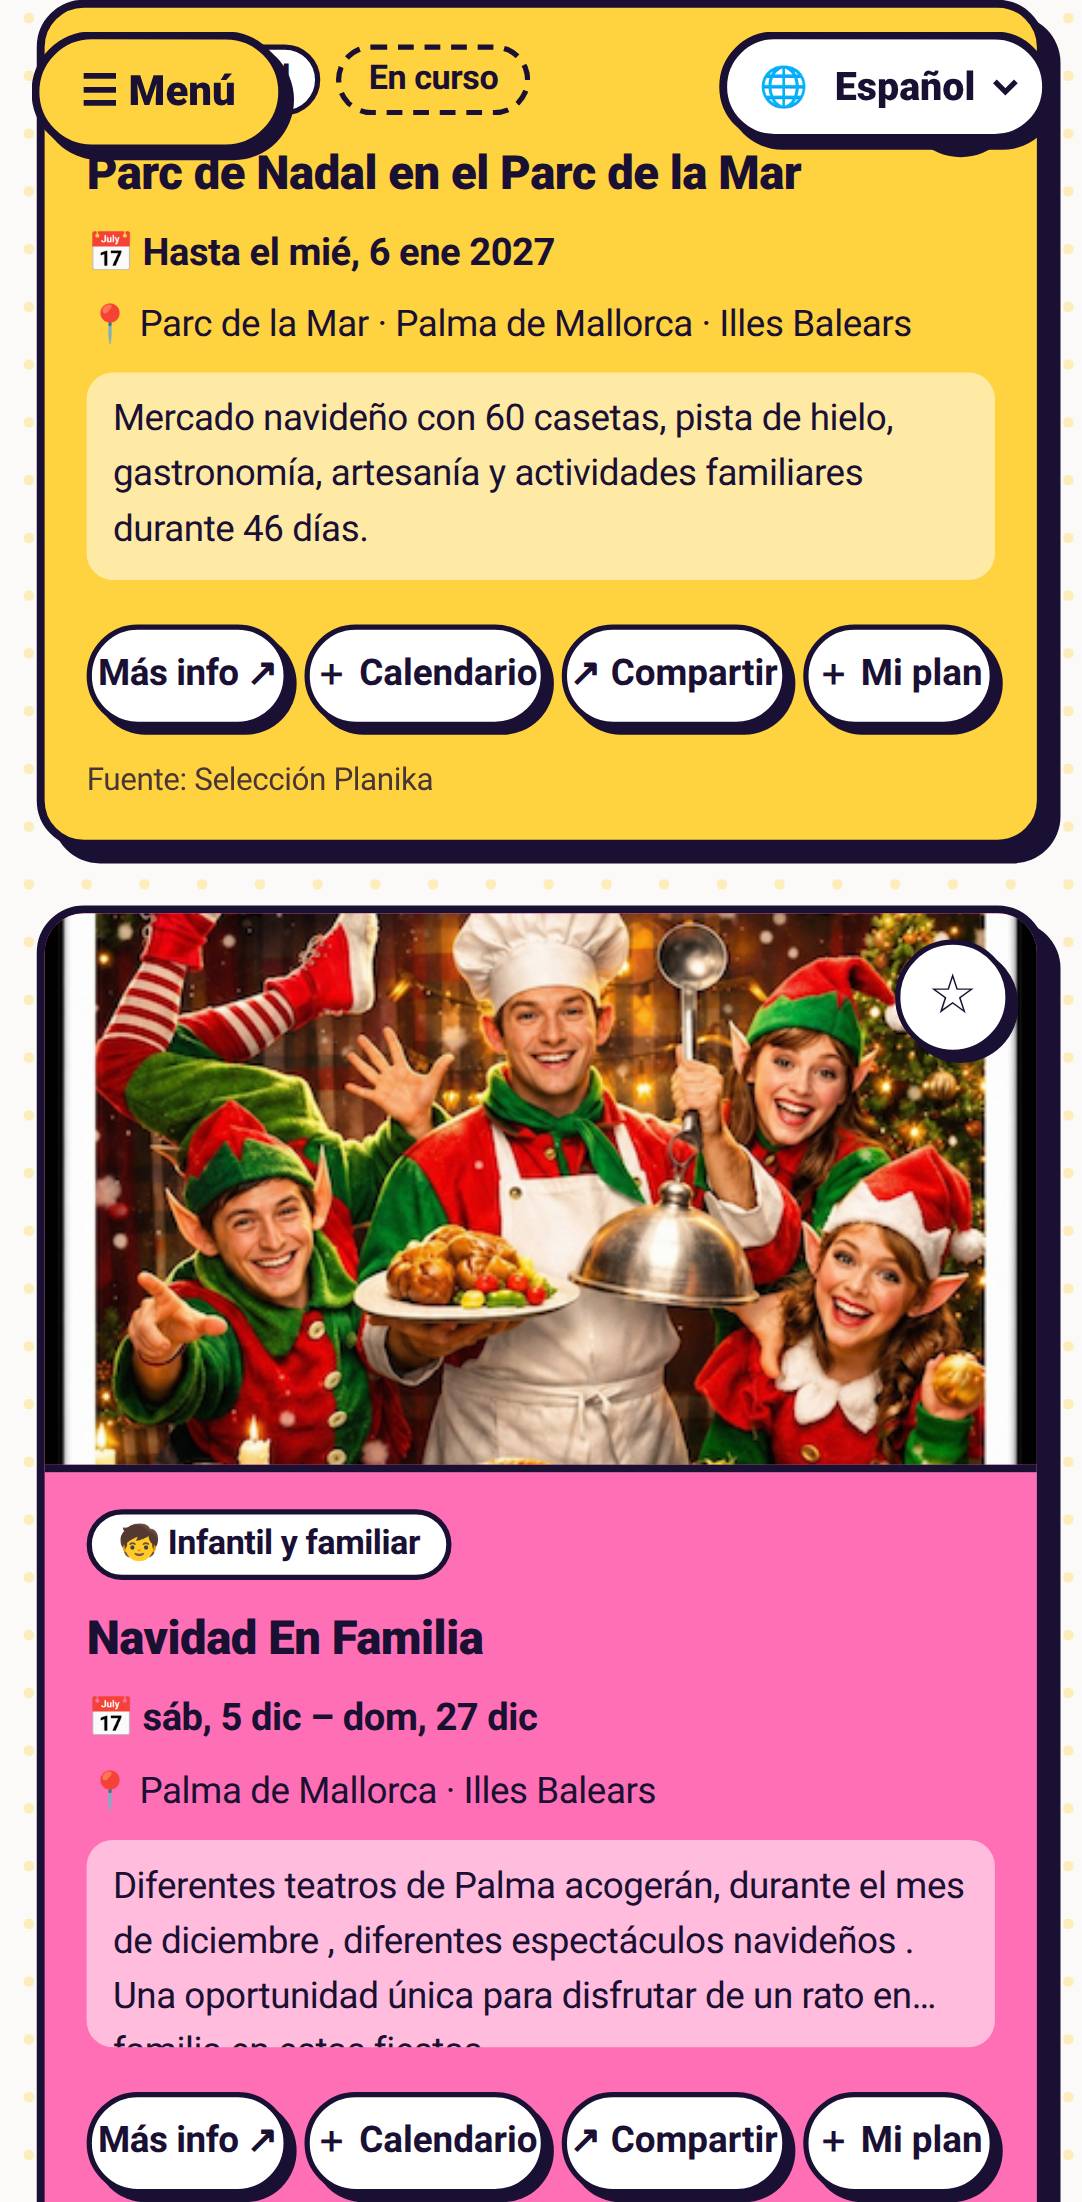 ☰ Menú
En curso
🌐 Español
Parc de Nadal en el Parc de la Mar
📅 Hasta el mié, 6 ene 2027
📍 Parc de la Mar · Palma de Mallorca · Illes Balears
Mercado navideño con 60 casetas, pista de hielo,
gastronomía, artesanía y actividades familiares
durante 46 días.
Más info ↗
+ Calendario
↗ Compartir
+ Mi plan
Fuente: Selección Planika
☆
🧒 Infantil y familiar
Navidad En Familia
📅 sáb, 5 dic – dom, 27 dic
📍 Palma de Mallorca · Illes Balears
Diferentes teatros de Palma acogerán, durante el mes
de diciembre , diferentes espectáculos navideños .
Una oportunidad única para disfrutar de un rato en…
familia en estas fiestas
Más info ↗
+ Calendario
↗ Compartir
+ Mi plan